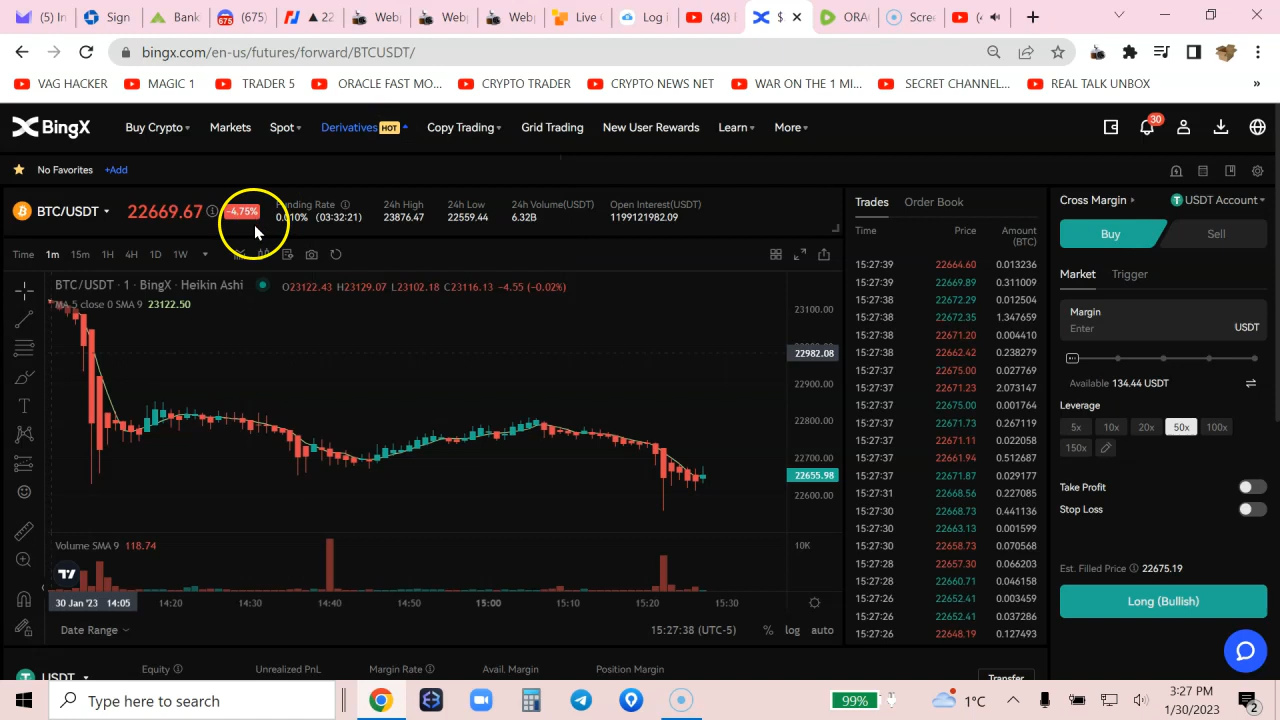 (5) In
Sign
Bank
675
(675)
22
Webj
Webj
Webj
Live
Log
(48)
$
ORA
Scre
bingx.com/en-us/futures/forward/BTCUSDT/
VAG HACKER
MAGIC 1
TRADER 5
ORACLE FAST MO...
CRYPTO TRADER
CRYPTO NEWS NET
WAR ON THE 1 MI...
SECRET CHANNEL...
REAL TALK UNBOX
»
BingX
Buy Crypto
Markets
Spot
Derivatives HOT
Copy Trading
Grid Trading
New User Rewards
Learn
More
30
No Favorites
+Add
BTC/USDT
22669.67
-4.75%
Funding Rate
0.010% (03:32:21)
24h High
23876.47
24h Low
22559.44
24h Volume(USDT)
6.32B
Open Interest(USDT)
1199121982.09
Time 1m 15m 1H 4H 1D 1W
BTC/USDT · 1 · BingX · Heikin Ashi
O23122.43 H23129.07 L23102.18 C23116.13 -4.55 (-0.02%)
MA 5 close 0 SMA 9 23122.50
23100.00
22982.08
22900.00
22800.00
22700.00
22655.98
22600.00
Volume SMA 9 118.74
10K
30 Jan '23 14:05
14:20
14:30
14:40
14:50
15:00
15:10
15:20
15:30
Date Range
15:27:38 (UTC-5)
% log auto
Trades Order Book
Time Price Amount (BTC)
15:27:39 22664.60 0.013236
15:27:39 22669.89 0.311009
15:27:38 22672.29 0.012504
15:27:38 22672.35 1.347659
15:27:38 22671.20 0.004410
15:27:38 22662.42 0.238279
15:27:37 22675.00 0.027769
15:27:37 22671.23 2.073147
15:27:37 22675.00 0.001764
15:27:37 22671.73 0.267119
15:27:37 22671.11 0.022058
15:27:37 22661.94 0.512687
15:27:37 22671.87 0.029177
15:27:31 22668.56 0.227085
15:27:30 22668.73 0.441136
15:27:30 22663.13 0.001599
15:27:30 22658.73 0.070568
15:27:28 22657.30 0.066203
15:27:28 22660.71 0.046158
15:27:26 22652.41 0.003459
15:27:26 22652.41 0.037266
15:27:26 22648.19 0.127493
Cross Margin
USDT Account
Buy
Sell
Market
Trigger
Margin
Enter
USDT
Available 134.44 USDT
Leverage
5x 10x 20x 50x 100x
150x
Take Profit
Stop Loss
Est. Filled Price 22675.19
Long (Bullish)
USDT
Equity
Unrealized PnL
Margin Rate
Avail. Margin
Position Margin
Transfer
Type here to search
99%
1°C
3:27 PM
1/30/2023
2